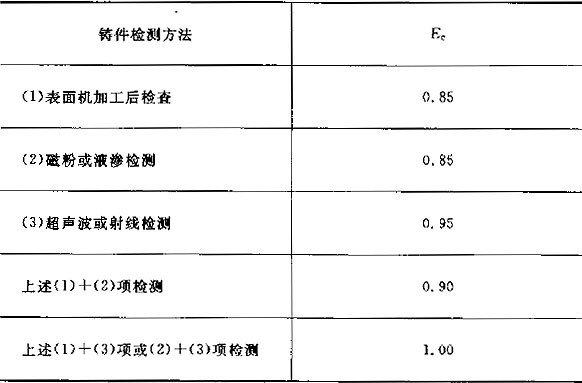 铸件检测方法 Ec
(1)表面机加工后检查 0.85
(2)磁粉或液渗检测 0.85
(3)超声波或射线检测 0.95
上述(1)+(2)项检测 0.90
上述(1)+(3)项或(2)+(3)项检测 1.00